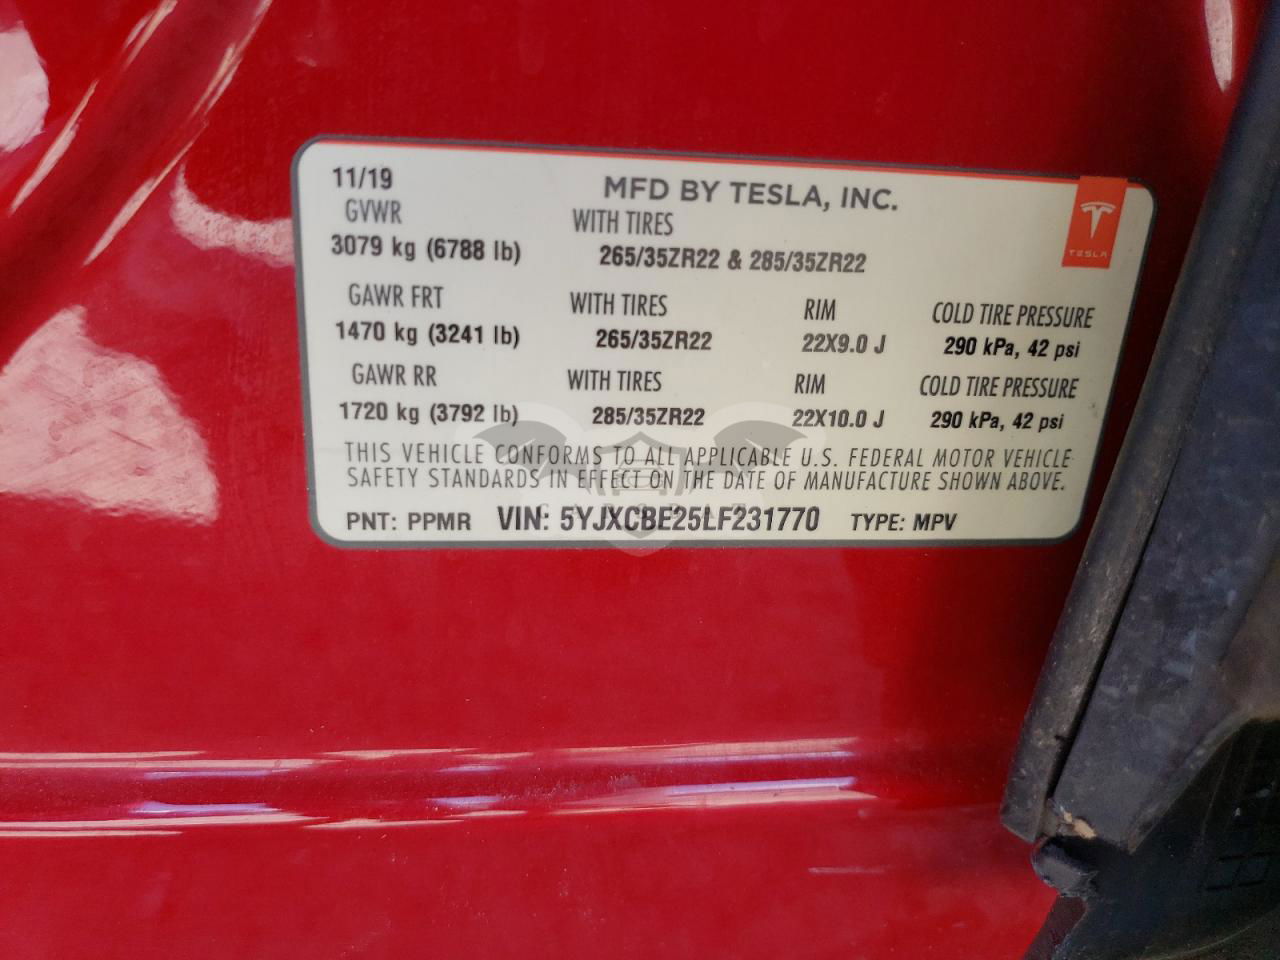 11/19 MFD BY TESLA, INC.
GVWR WITH TIRES
3079 kg (6788 lb) 265/35ZR22 & 285/35ZR22
TESLA
GAWR FRT WITH TIRES RIM COLD TIRE PRESSURE
1470 kg (3241 lb) 265/35ZR22 22X9.0 J 290 kPa, 42 psi
GAWR RR WITH TIRES RIM COLD TIRE PRESSURE
1720 kg (3792 lb) 285/35ZR22 22X10.0 J 290 kPa, 42 psi
THIS VEHICLE CONFORMS TO ALL APPLICABLE U.S. FEDERAL MOTOR VEHICLE
SAFETY STANDARDS IN EFFECT ON THE DATE OF MANUFACTURE SHOWN ABOVE.
PNT: PPMR VIN: 5YJXCBE25LF231770 TYPE: MPV